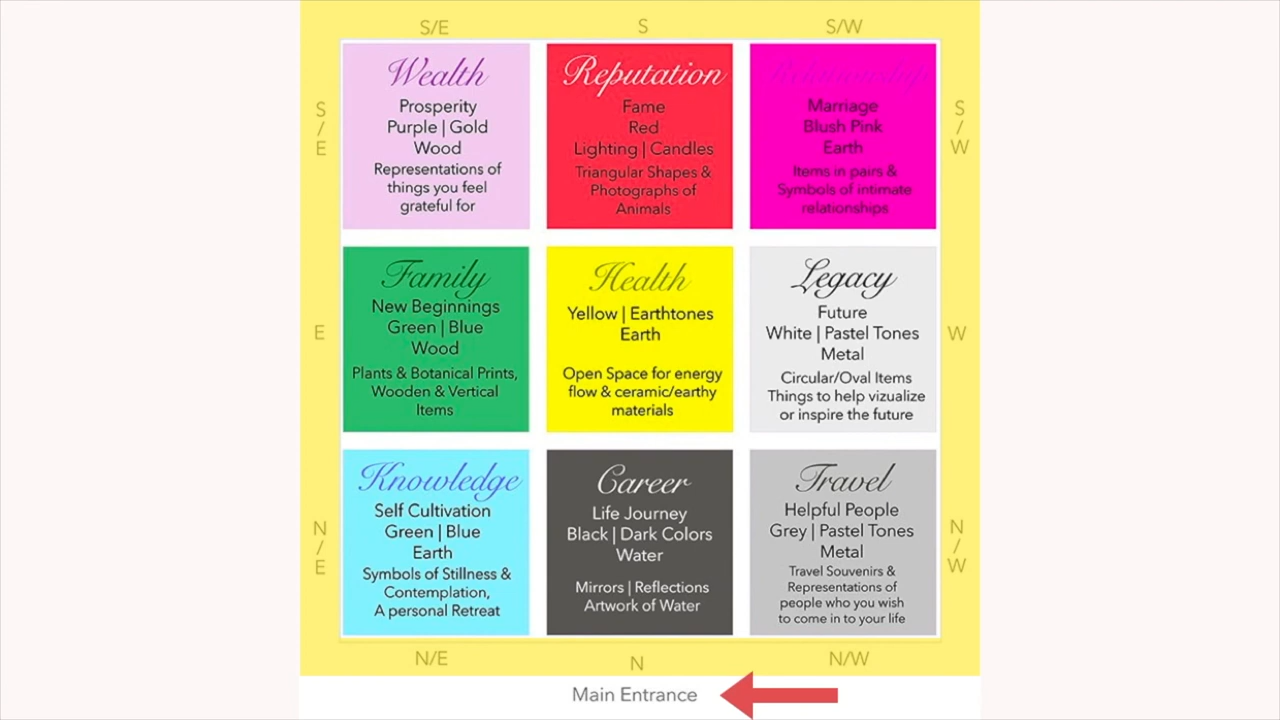 S/E
S
S/W
S
/
E
Wealth
Prosperity
Purple | Gold
Wood
Representations of
things you feel
grateful for
Reputation
Fame
Red
Lighting | Candles
Triangular Shapes &
Photographs of
Animals
Relationship
Marriage
Blush Pink
Earth
Items in pairs &
Symbols of intimate
relationships
S
/
W
E
Family
New Beginnings
Green | Blue
Wood
Plants & Botanical Prints,
Wooden & Vertical
Items
Health
Yellow | Earthtones
Earth
Open Space for energy
flow & ceramic/earthy
materials
Legacy
Future
White | Pastel Tones
Metal
Circular/Oval Items
Things to help vizualize
or inspire the future
W
N
/
E
Knowledge
Self Cultivation
Green | Blue
Earth
Symbols of Stillness &
Contemplation,
A personal Retreat
Career
Life Journey
Black | Dark Colors
Water
Mirrors | Reflections
Artwork of Water
Travel
Helpful People
Grey | Pastel Tones
Metal
Travel Souvenirs &
Representations of
people who you wish
to come in to your life
N
/
W
N/E
N
N/W
Main Entrance